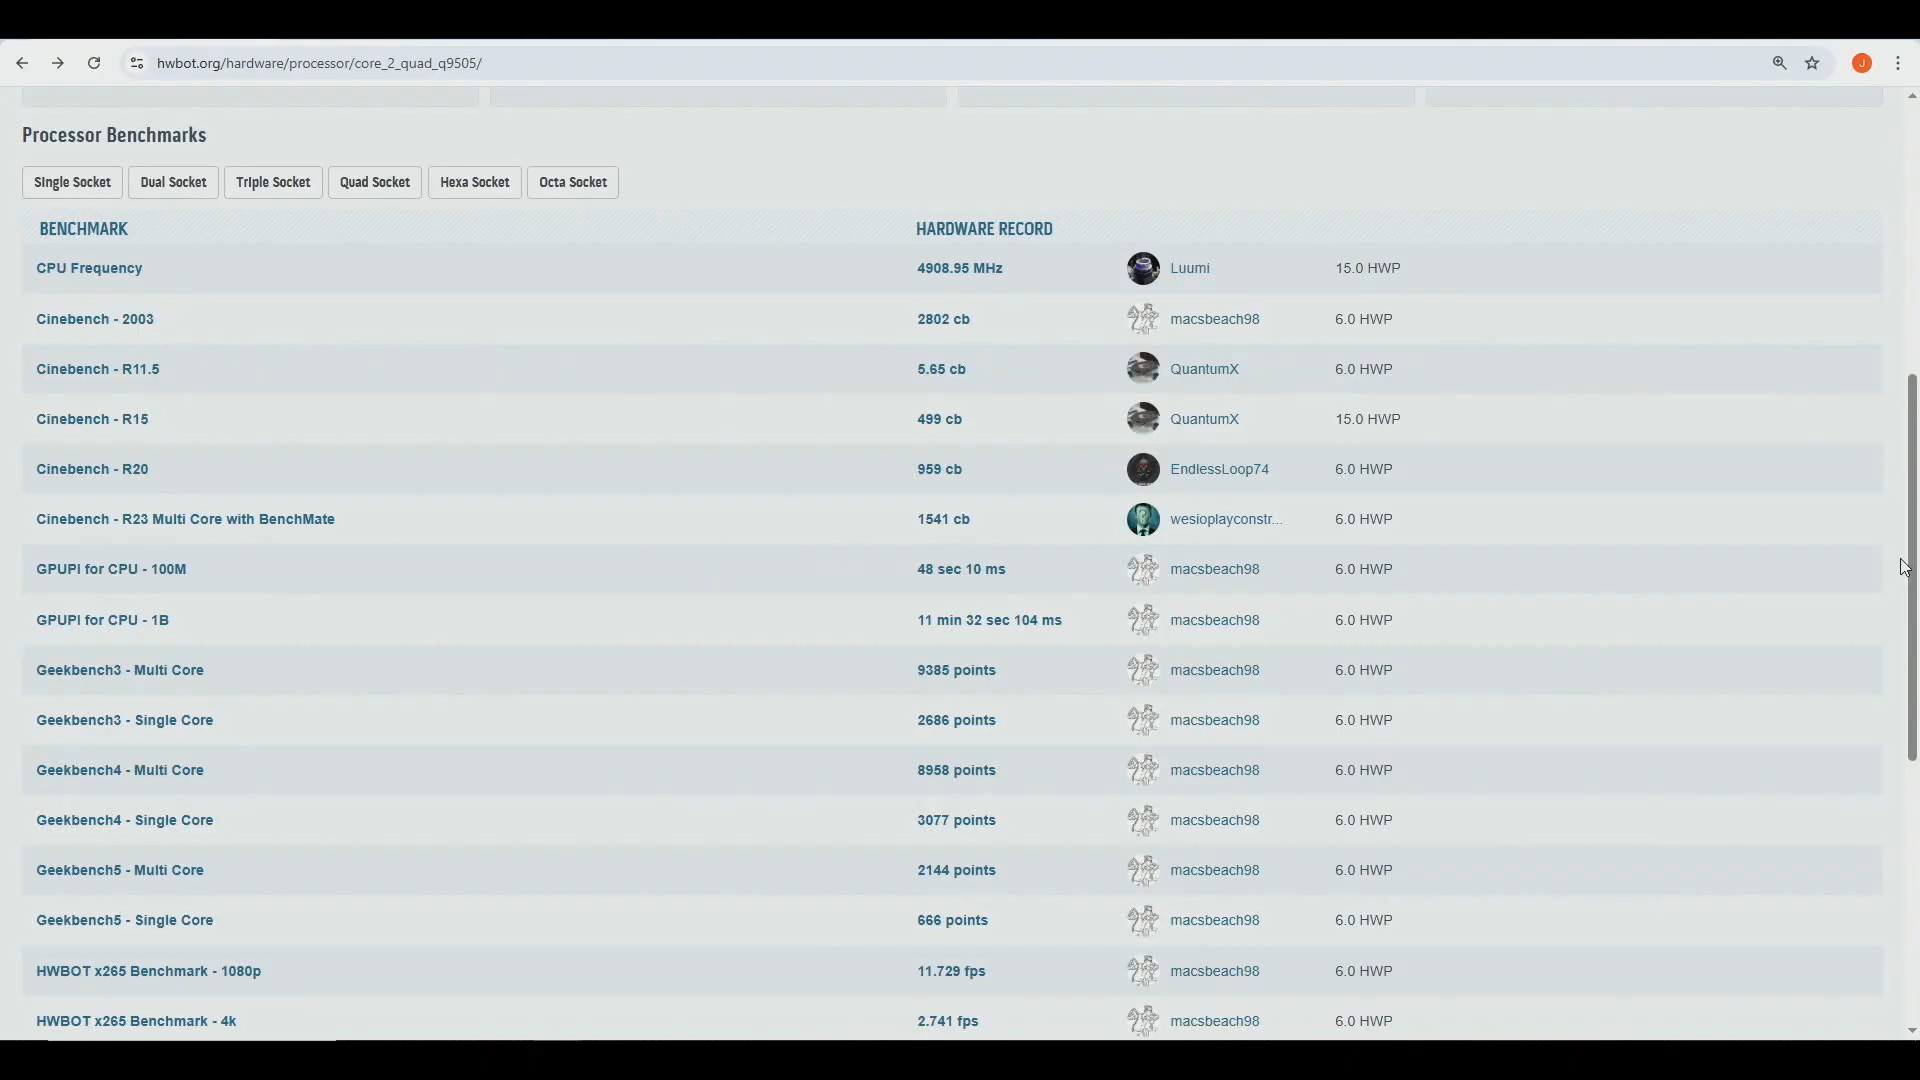 hwbot.org/hardware/processor/core_2_quad_q9505/
J
Processor Benchmarks
Single Socket Dual Socket Triple Socket Quad Socket Hexa Socket Octa Socket
BENCHMARK HARDWARE RECORD
CPU Frequency 4908.95 MHz Luumi 15.0 HWP
Cinebench - 2003 2802 cb macsbeach98 6.0 HWP
Cinebench - R11.5 5.65 cb QuantumX 6.0 HWP
Cinebench - R15 499 cb QuantumX 15.0 HWP
Cinebench - R20 959 cb EndlessLoop74 6.0 HWP
Cinebench - R23 Multi Core with BenchMate 1541 cb wesioplayconstr... 6.0 HWP
GPUPI for CPU - 100M 48 sec 10 ms macsbeach98 6.0 HWP
GPUPI for CPU - 1B 11 min 32 sec 104 ms macsbeach98 6.0 HWP
Geekbench3 - Multi Core 9385 points macsbeach98 6.0 HWP
Geekbench3 - Single Core 2686 points macsbeach98 6.0 HWP
Geekbench4 - Multi Core 8958 points macsbeach98 6.0 HWP
Geekbench4 - Single Core 3077 points macsbeach98 6.0 HWP
Geekbench5 - Multi Core 2144 points macsbeach98 6.0 HWP
Geekbench5 - Single Core 666 points macsbeach98 6.0 HWP
HWBOT x265 Benchmark - 1080p 11.729 fps macsbeach98 6.0 HWP
HWBOT x265 Benchmark - 4k 2.741 fps macsbeach98 6.0 HWP